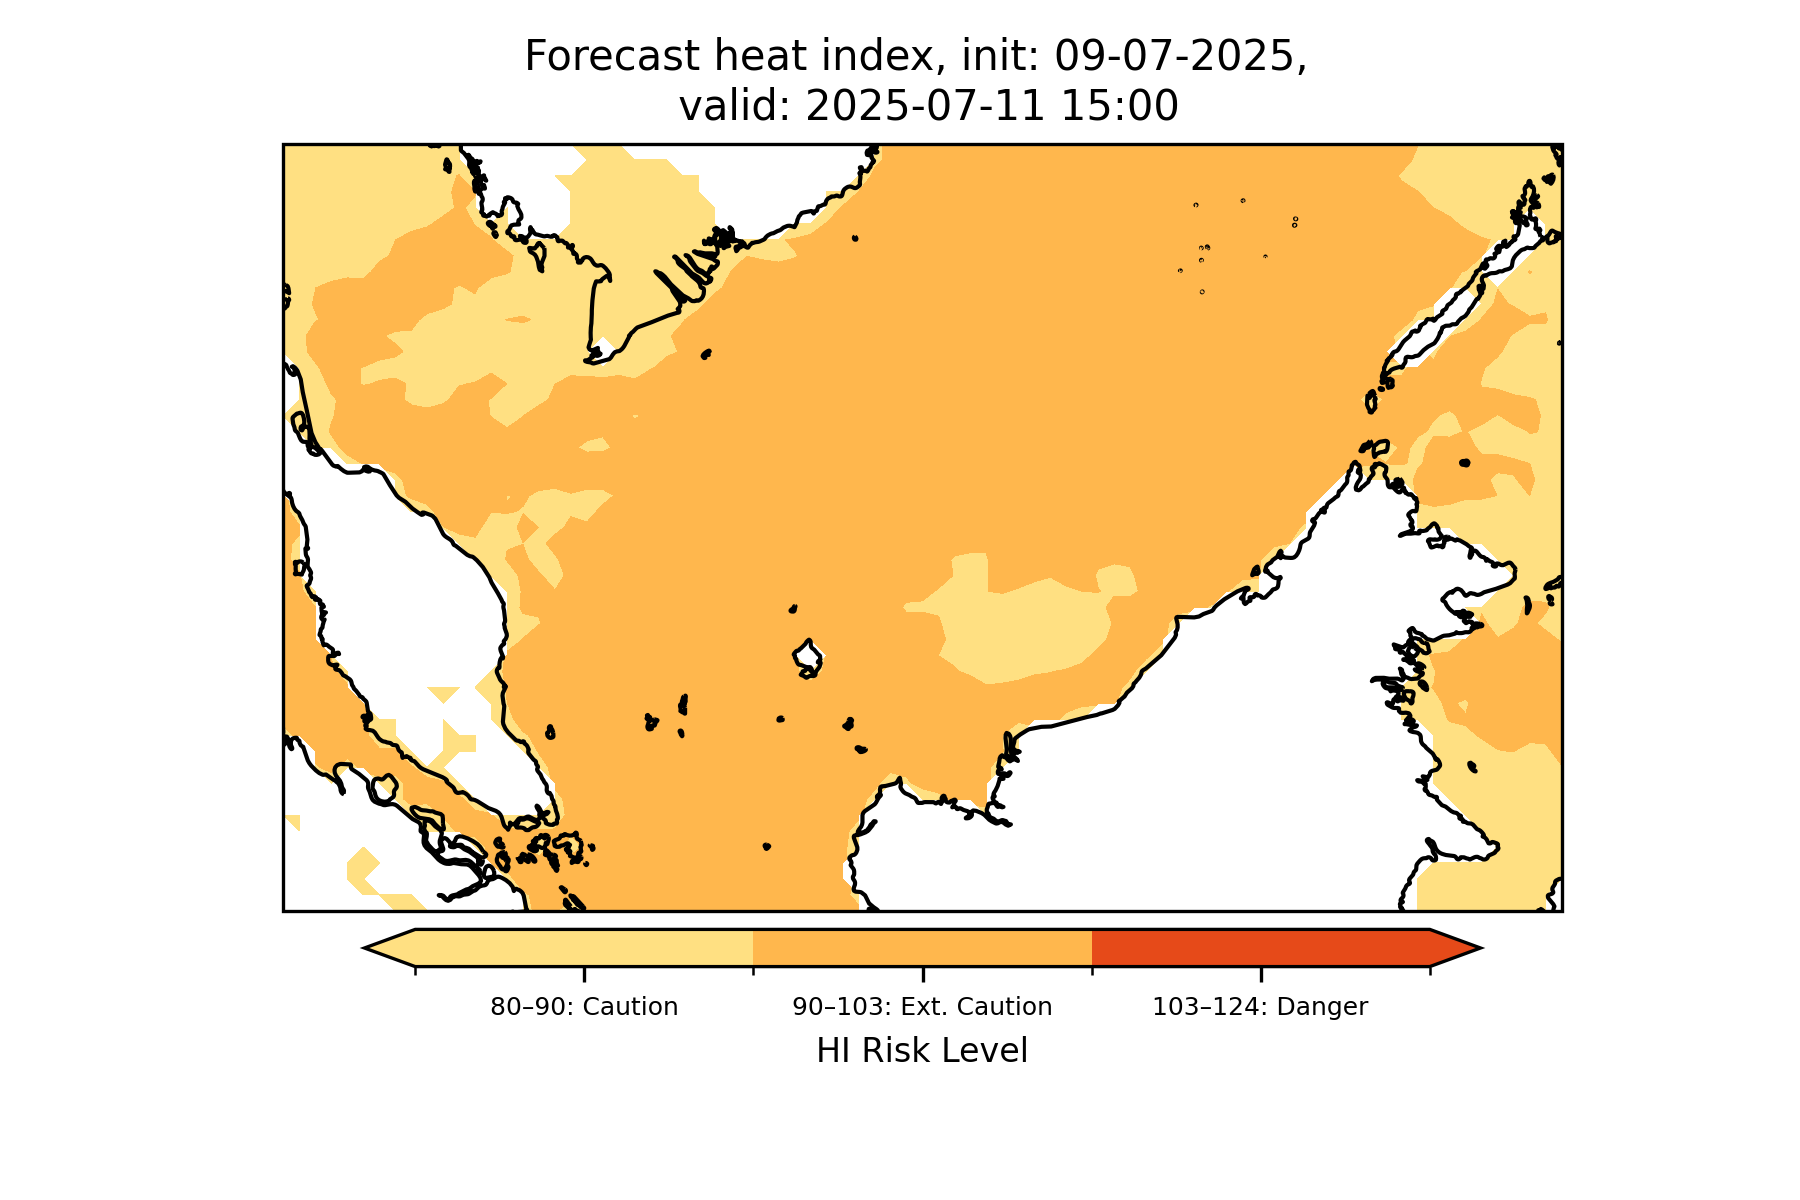 Forecast heat index, init: 09-07-2025,
valid: 2025-07-11 15:00
80–90: Caution
90–103: Ext. Caution
103–124: Danger
HI Risk Level